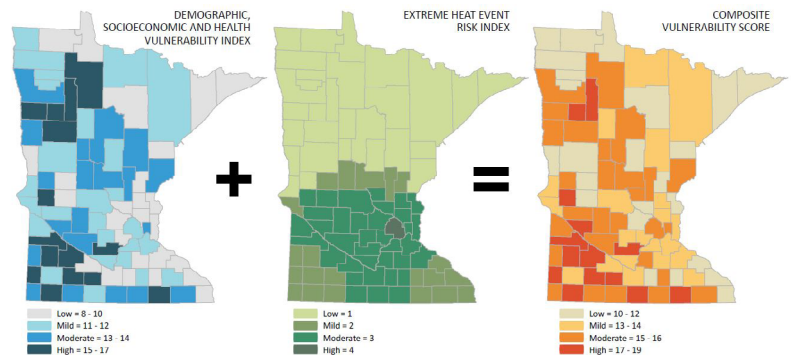 DEMOGRAPHIC,
SOCIOECONOMIC AND HEALTH
VULNERABILITY INDEX
EXTREME HEAT EVENT
RISK INDEX
COMPOSITE
VULNERABILITY SCORE
+
=
Low = 8 - 10
Mild = 11 - 12
Moderate = 13 - 14
High = 15 - 17
Low = 1
Mild = 2
Moderate = 3
High = 4
Low = 10 - 12
Mild = 13 - 14
Moderate = 15 - 16
High = 17 - 19